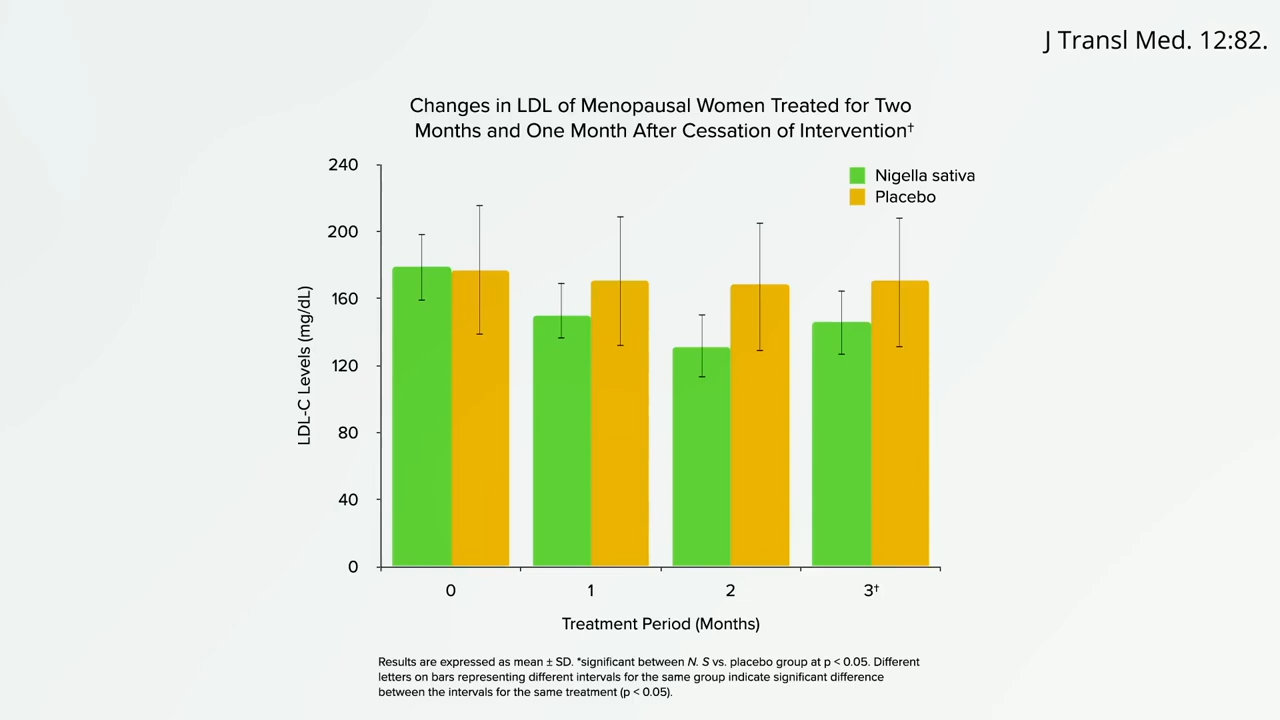 J Transl Med. 12:82.
Changes in LDL of Menopausal Women Treated for Two
Months and One Month After Cessation of Intervention†
Nigella sativa
Placebo
240
200
160
120
80
40
0
LDL-C Levels (mg/dL)
0
1
2
3†
Treatment Period (Months)
Results are expressed as mean ± SD. *significant between N. S vs. placebo group at p < 0.05. Different
letters on bars representing different intervals for the same group indicate significant difference
between the intervals for the same treatment (p < 0.05).